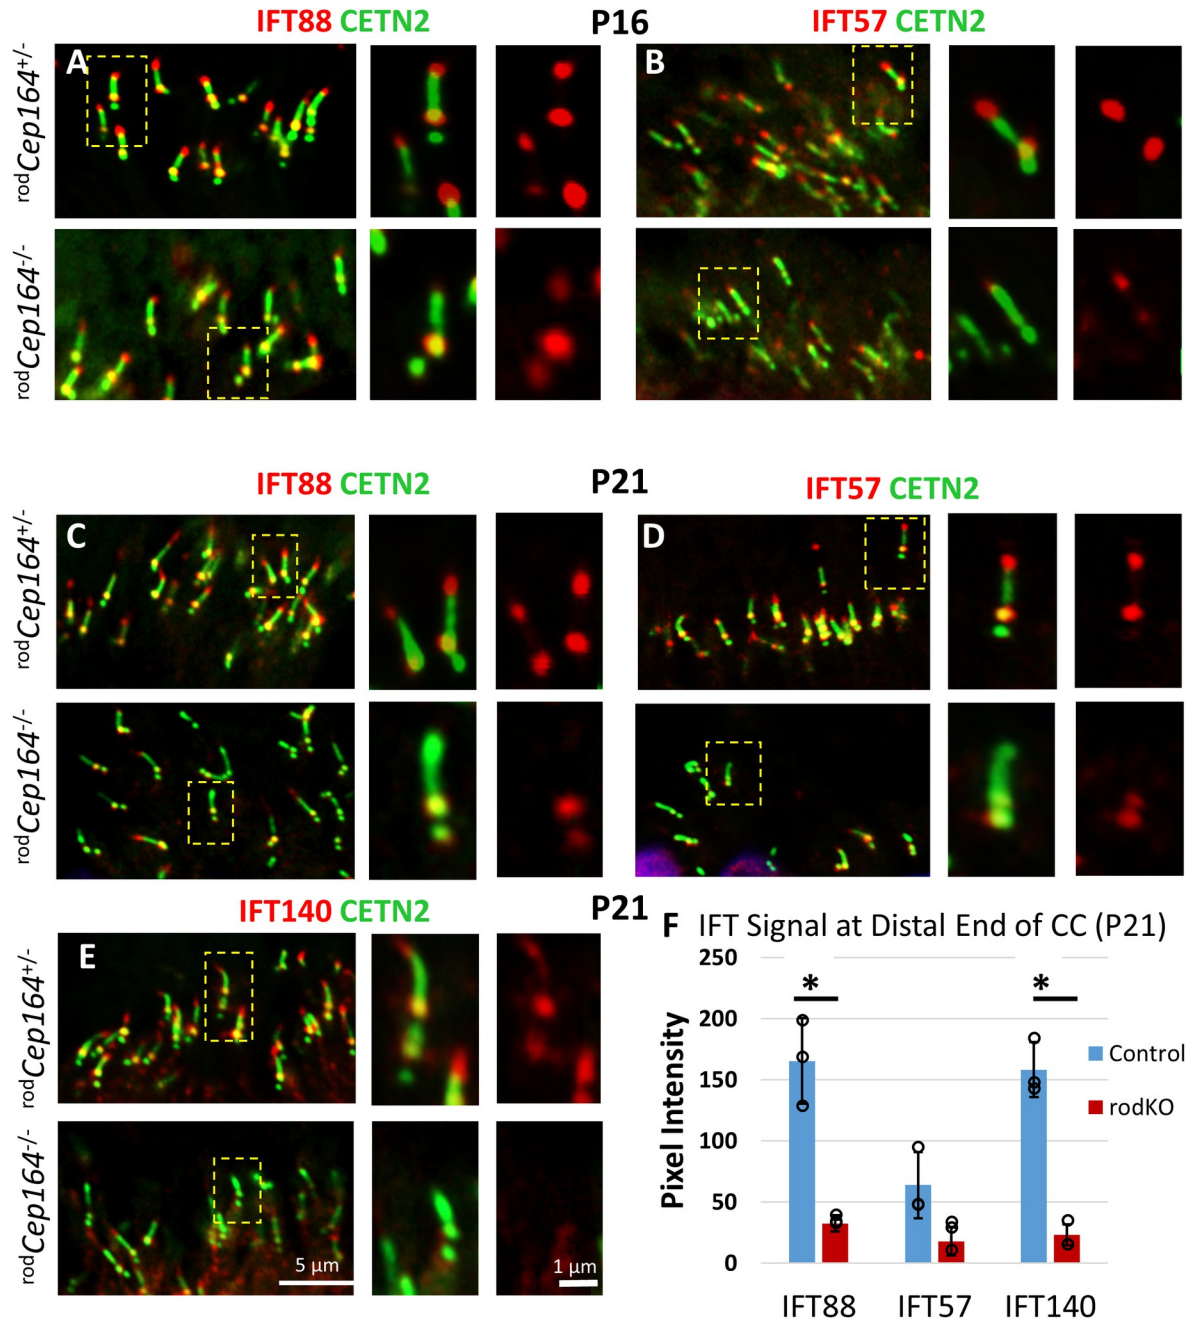 IFT88 CETN2 P16 IFT57 CETN2
rodCep164+/-
A
B
rodCep164-/-
IFT88 CETN2 P21 IFT57 CETN2
rodCep164+/-
C
D
rodCep164-/-
IFT140 CETN2 P21
rodCep164+/-
E
rodCep164-/-
5 µm
1 µm
F IFT Signal at Distal End of CC (P21)
Pixel Intensity
250
200
150
100
50
0
* *
Control
rodKO
IFT88 IFT57 IFT140